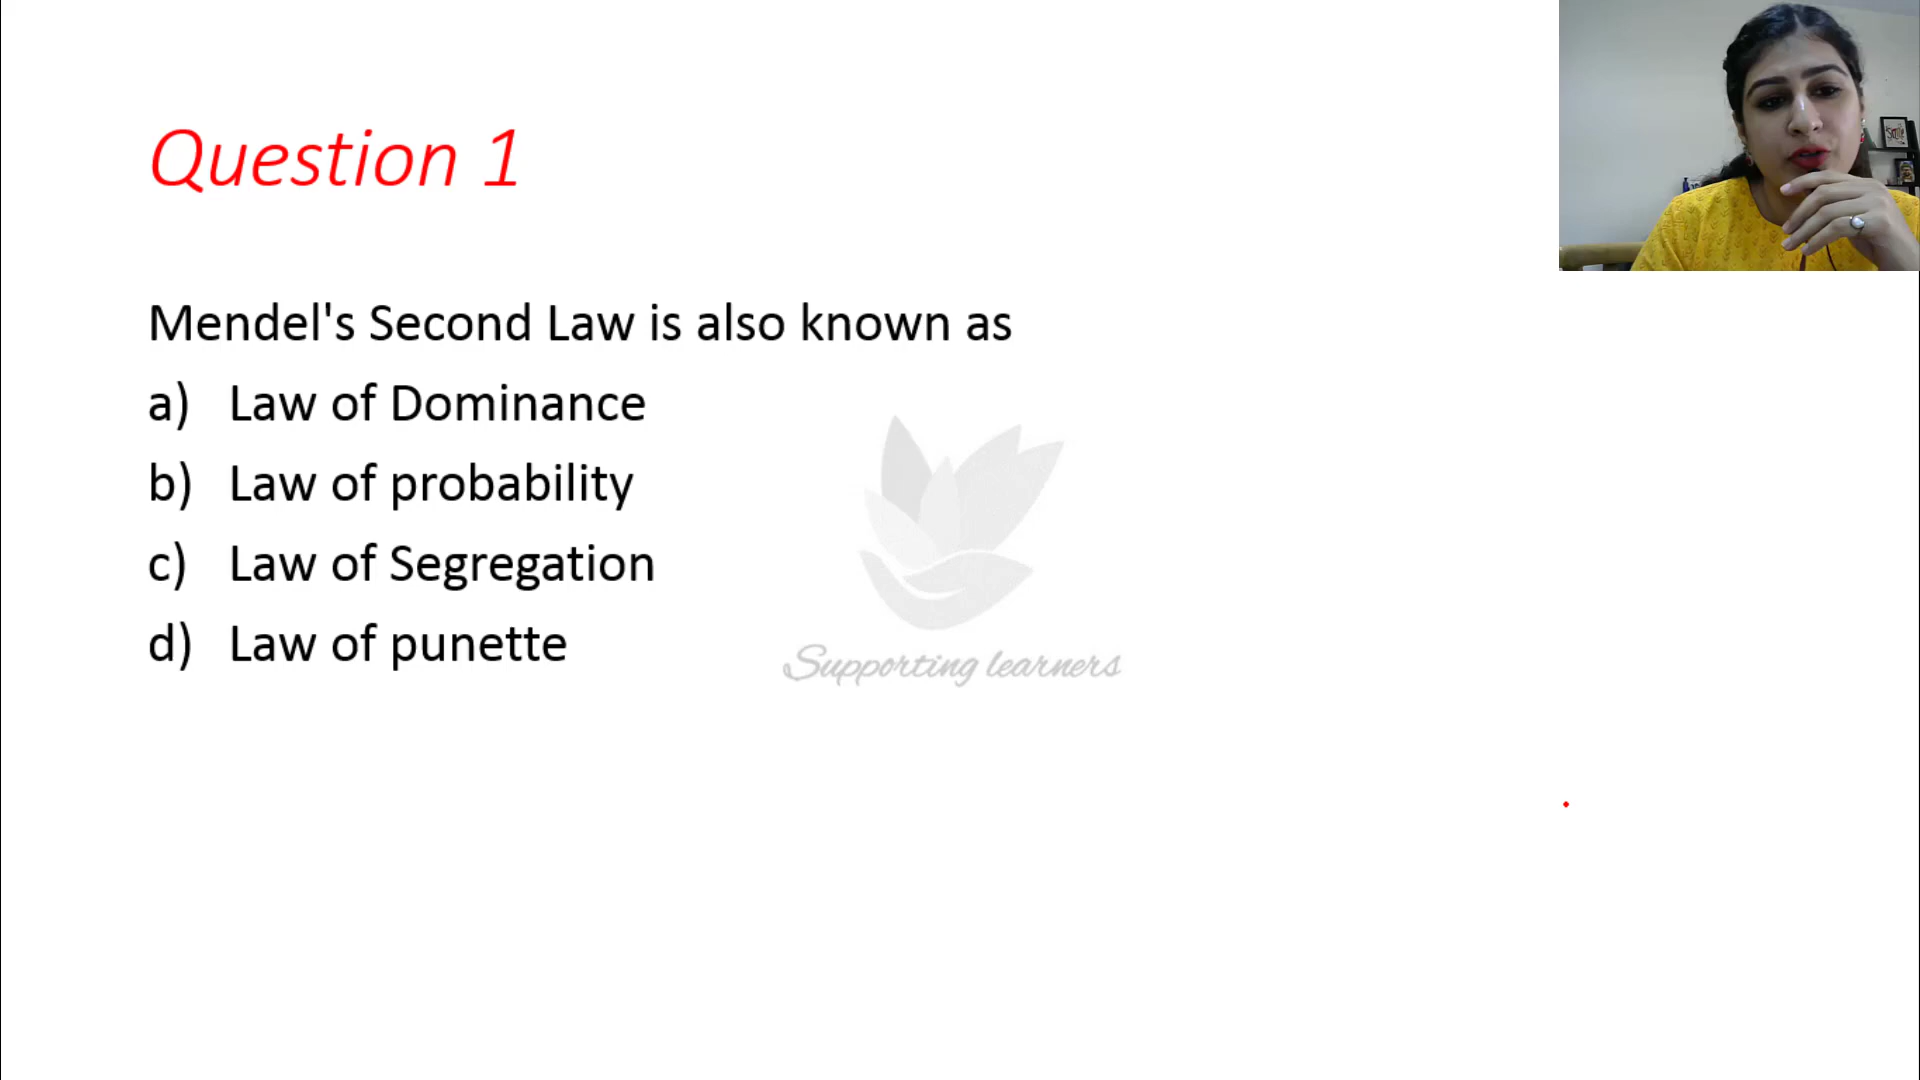 Question 1
Mendel's Second Law is also known as
a) Law of Dominance
b) Law of probability
c) Law of Segregation
d) Law of punette
Supporting learners